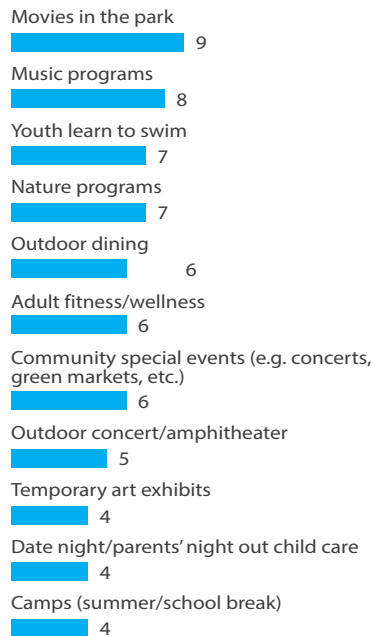 Movies in the park
9
Music programs
8
Youth learn to swim
7
Nature programs
7
Outdoor dining
6
Adult fitness/wellness
6
Community special events (e.g. concerts,
green markets, etc.)
6
Outdoor concert/amphitheater
5
Temporary art exhibits
4
Date night/parents’ night out child care
4
Camps (summer/school break)
4